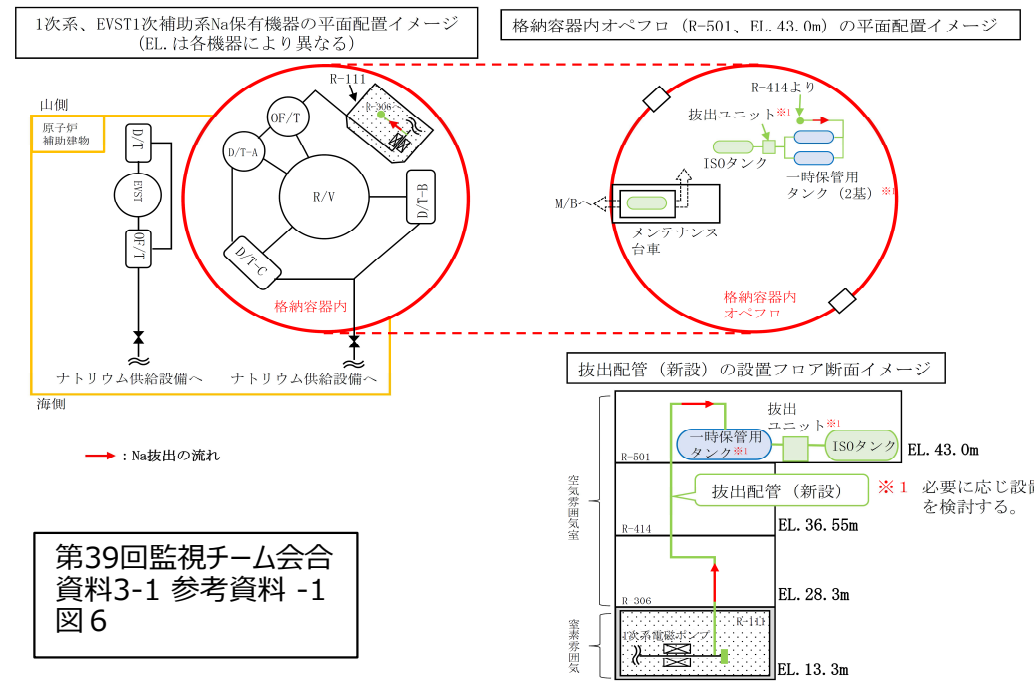 1次系、EVST1次補助系Na保有機器の平面配置イメージ
(EL.は各機器により異なる)
格納容器内オペフロ(R-501、EL.43.0m)の平面配置イメージ
山側
原子炉
補助建物
D/T
EVST
OF/T
ナトリウム供給設備へ
海側
R-111
R-306
OF/T
D/T-A
R/V
D/T-B
D/T-C
格納容器内
ナトリウム供給設備へ
R-414より
抜出ユニット※1
ISOタンク
一時保管用
タンク(2基)※1
M/Bへ
メンテナンス
台車
格納容器内
オペフロ
:Na抜出の流れ
第39回監視チーム会合
資料3-1 参考資料 -1
図6
抜出配管(新設)の設置フロア断面イメージ
抜出
ユニット※1
一時保管用
タンク※1
ISOタンク
R-501
EL.43.0m
抜出配管(新設)
※1 必要に応じ設置
を検討する。
空気雰囲気室
R-414
EL.36.55m
R 306
EL.28.3m
窒素雰囲気
R-111
1次系電磁ポンプ
EL.13.3m